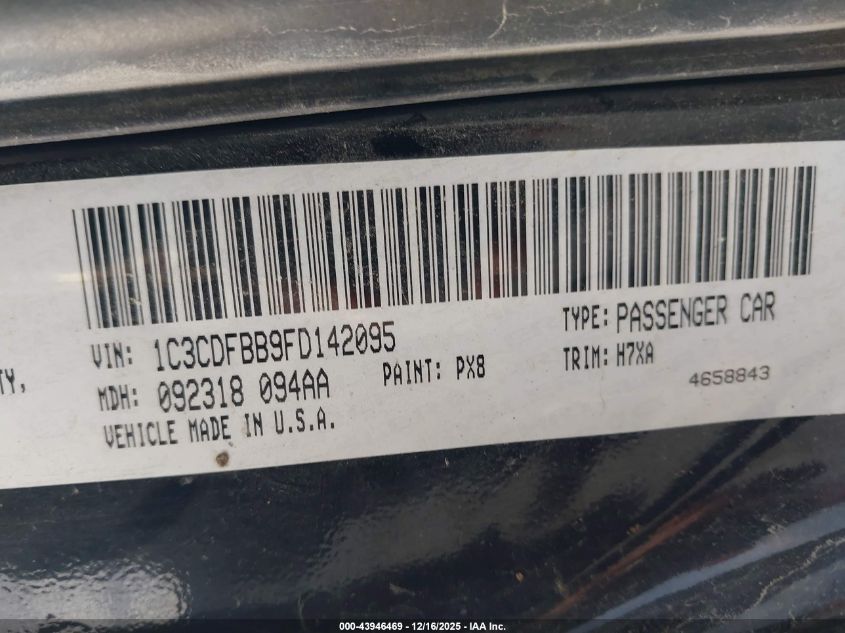 VIN: 1C3CDFBB9FD142095
TYPE: PASSENGER CAR
TY,
MDH: 092318 094AA
PAINT: PX8
TRIM: H7XA
4658843
VEHICLE MADE IN U.S.A.
000-43946469 - 12/16/2025 - IAA Inc.